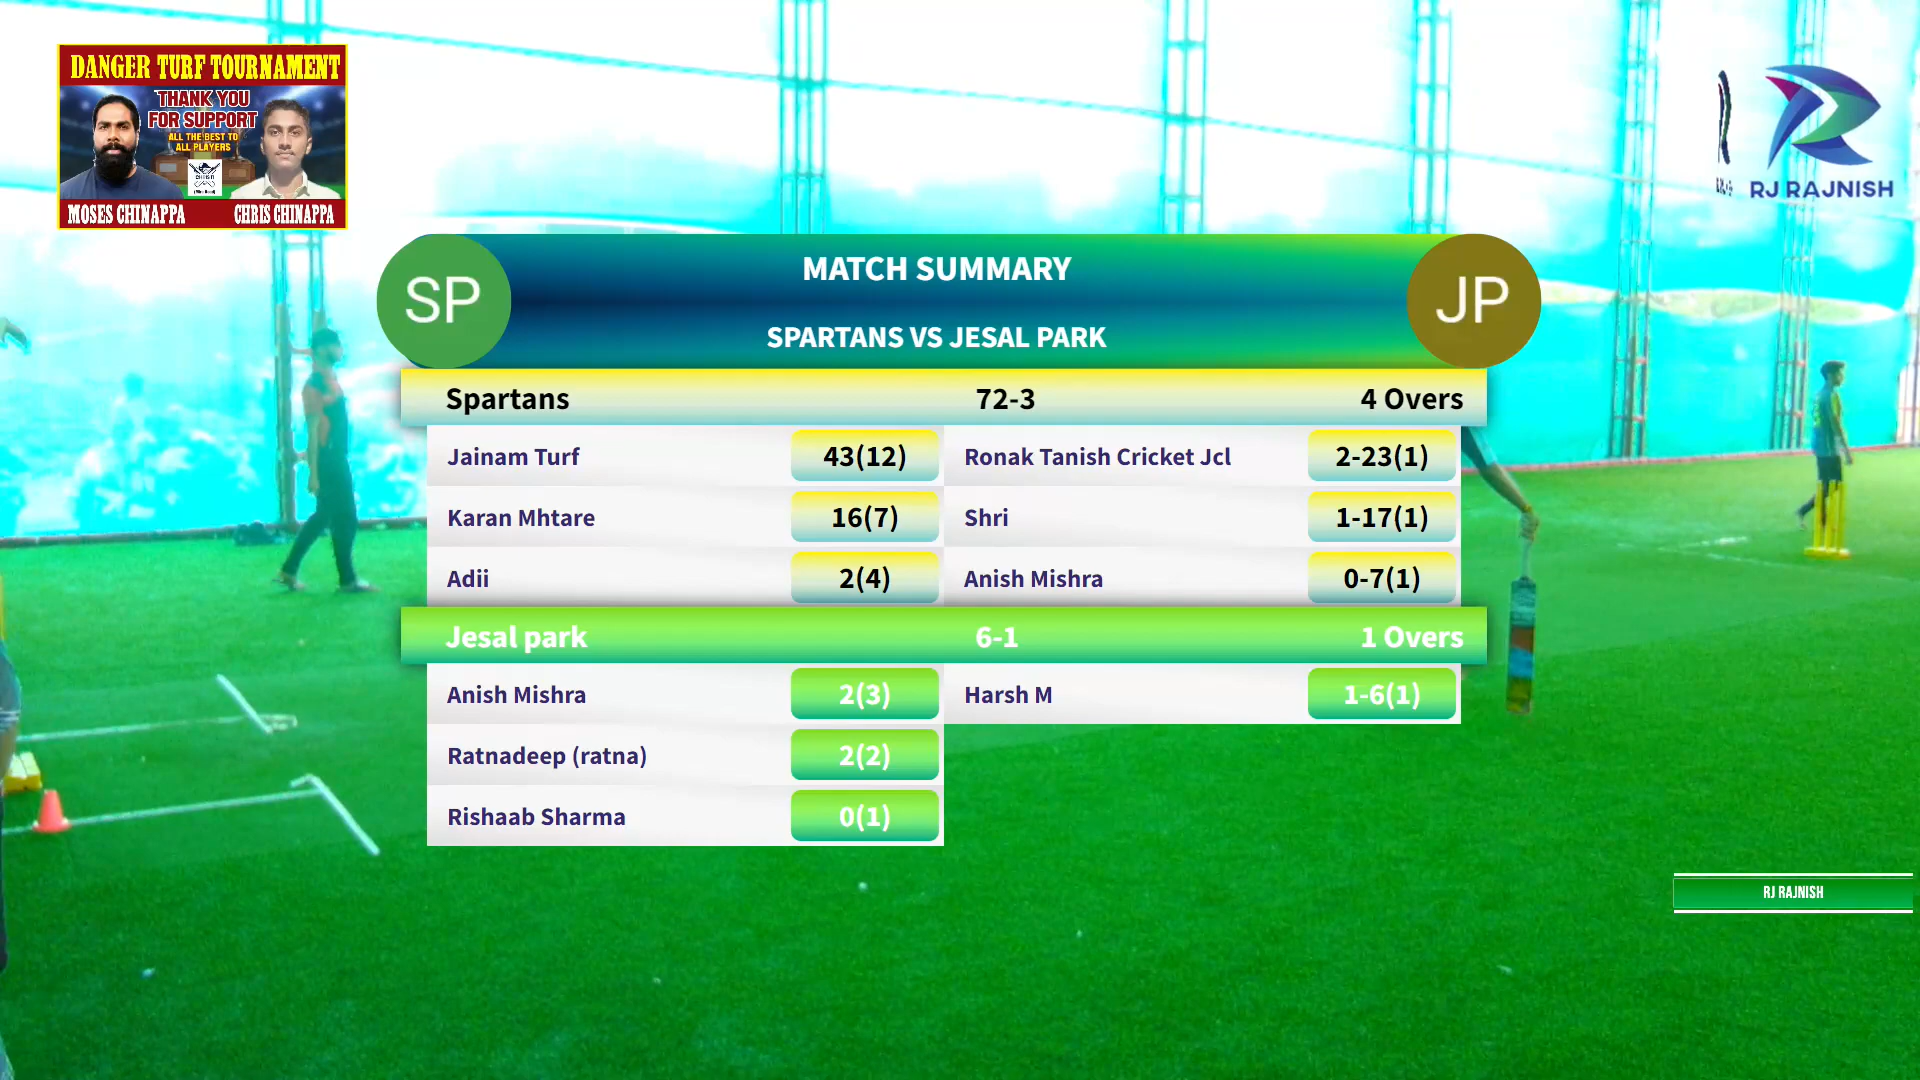 DANGER TURF TOURNAMENT
THANK YOU
FOR SUPPORT
ALL THE BEST TO
ALL PLAYERS
MOSES CHINAPPA
CHRIS CHINAPPA
RJ RAJNISH
SP
MATCH SUMMARY
JP
SPARTANS VS JESAL PARK
Spartans 72-3 4 Overs
Jainam Turf 43(12) Ronak Tanish Cricket Jcl 2-23(1)
Karan Mhtare 16(7) Shri 1-17(1)
Adii 2(4) Anish Mishra 0-7(1)
Jesal park 6-1 1 Overs
Anish Mishra 2(3) Harsh M 1-6(1)
Ratnadeep (ratna) 2(2)
Rishaab Sharma 0(1)
RJ RAJNISH